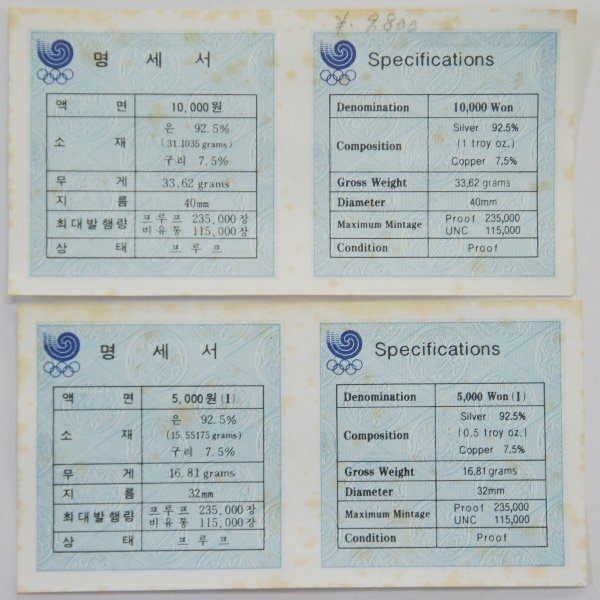 ¥. 9800
명 세 서
액 면 10,000원
소 재 은 92.5%
(31.1035 grams)
구리 7.5%
무 게 33.62 grams
지 름 40mm
최대발행량 프루프 235,000장
비유통 115,000장
상 태 프 루 프
Specifications
Denomination 10,000 Won
Composition Silver 92.5%
(1 troy oz.)
Copper 7.5%
Gross Weight 33.62 grams
Diameter 40mm
Maximum Mintage Proof 235,000
UNC 115,000
Condition Proof
명 세 서
액 면 5,000원(I)
소 재 은 92.5%
(15.55175 grams)
구리 7.5%
무 게 16.81 grams
지 름 32mm
최대발행량 프루프 235,000장
비유통 115,000장
상 태 프 루 프
Specifications
Denomination 5,000 Won (I)
Composition Silver 92.5%
(0.5 troy oz.)
Copper 7.5%
Gross Weight 16.81 grams
Diameter 32mm
Maximum Mintage Proof 235,000
UNC 115,000
Condition Proof